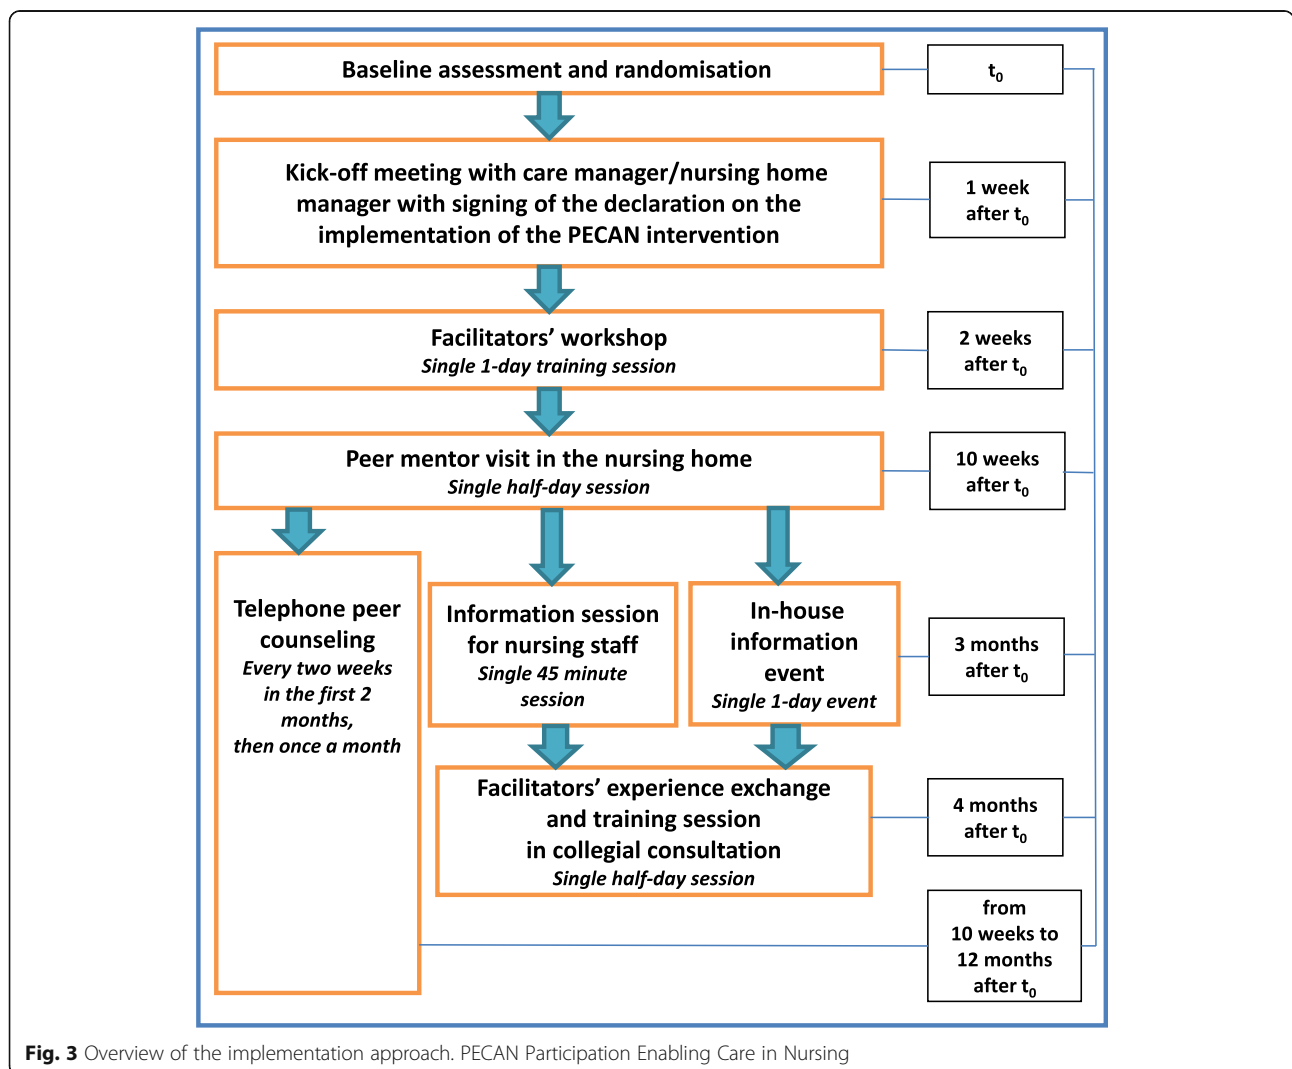 Baseline assessment and randomisation
t0
Kick-off meeting with care manager/nursing home
manager with signing of the declaration on the
implementation of the PECAN intervention
1 week
after t0
Facilitators’ workshop
Single 1-day training session
2 weeks
after t0
Peer mentor visit in the nursing home
Single half-day session
10 weeks
after t0
Telephone peer
counseling
Every two weeks
in the first 2
months,
then once a month
Information session
for nursing staff
Single 45 minute
session
In-house
information
event
Single 1-day event
3 months
after t0
Facilitators’ experience exchange
and training session
in collegial consultation
Single half-day session
4 months
after t0
from
10 weeks to
12 months
after t0
Fig. 3 Overview of the implementation approach. PECAN Participation Enabling Care in Nursing